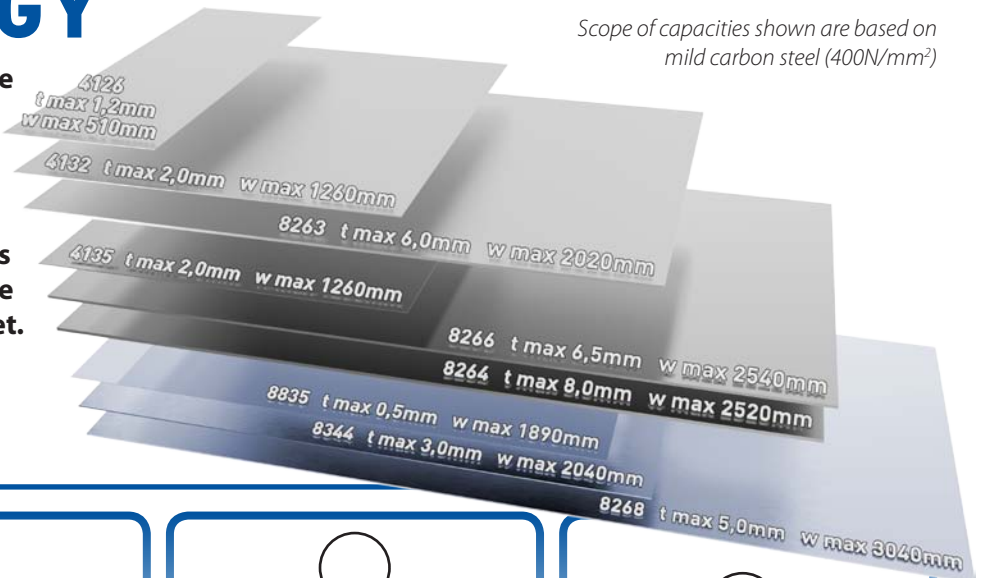 GY
Scope of capacities shown are based on
mild carbon steel (400N/mm²)
e
4126
t max 1,2mm
w max 510mm
4132 t max 2,0mm w max 1260mm
8263 t max 6,0mm w max 2020mm
s
4135 t max 2,0mm w max 1260mm
e
et.
8266 t max 6,5mm w max 2540mm
8264 t max 8,0mm w max 2520mm
8835 t max 0,5mm w max 1890mm
8344 t max 3,0mm w max 2040mm
8268 t max 5,0mm w max 3040mm